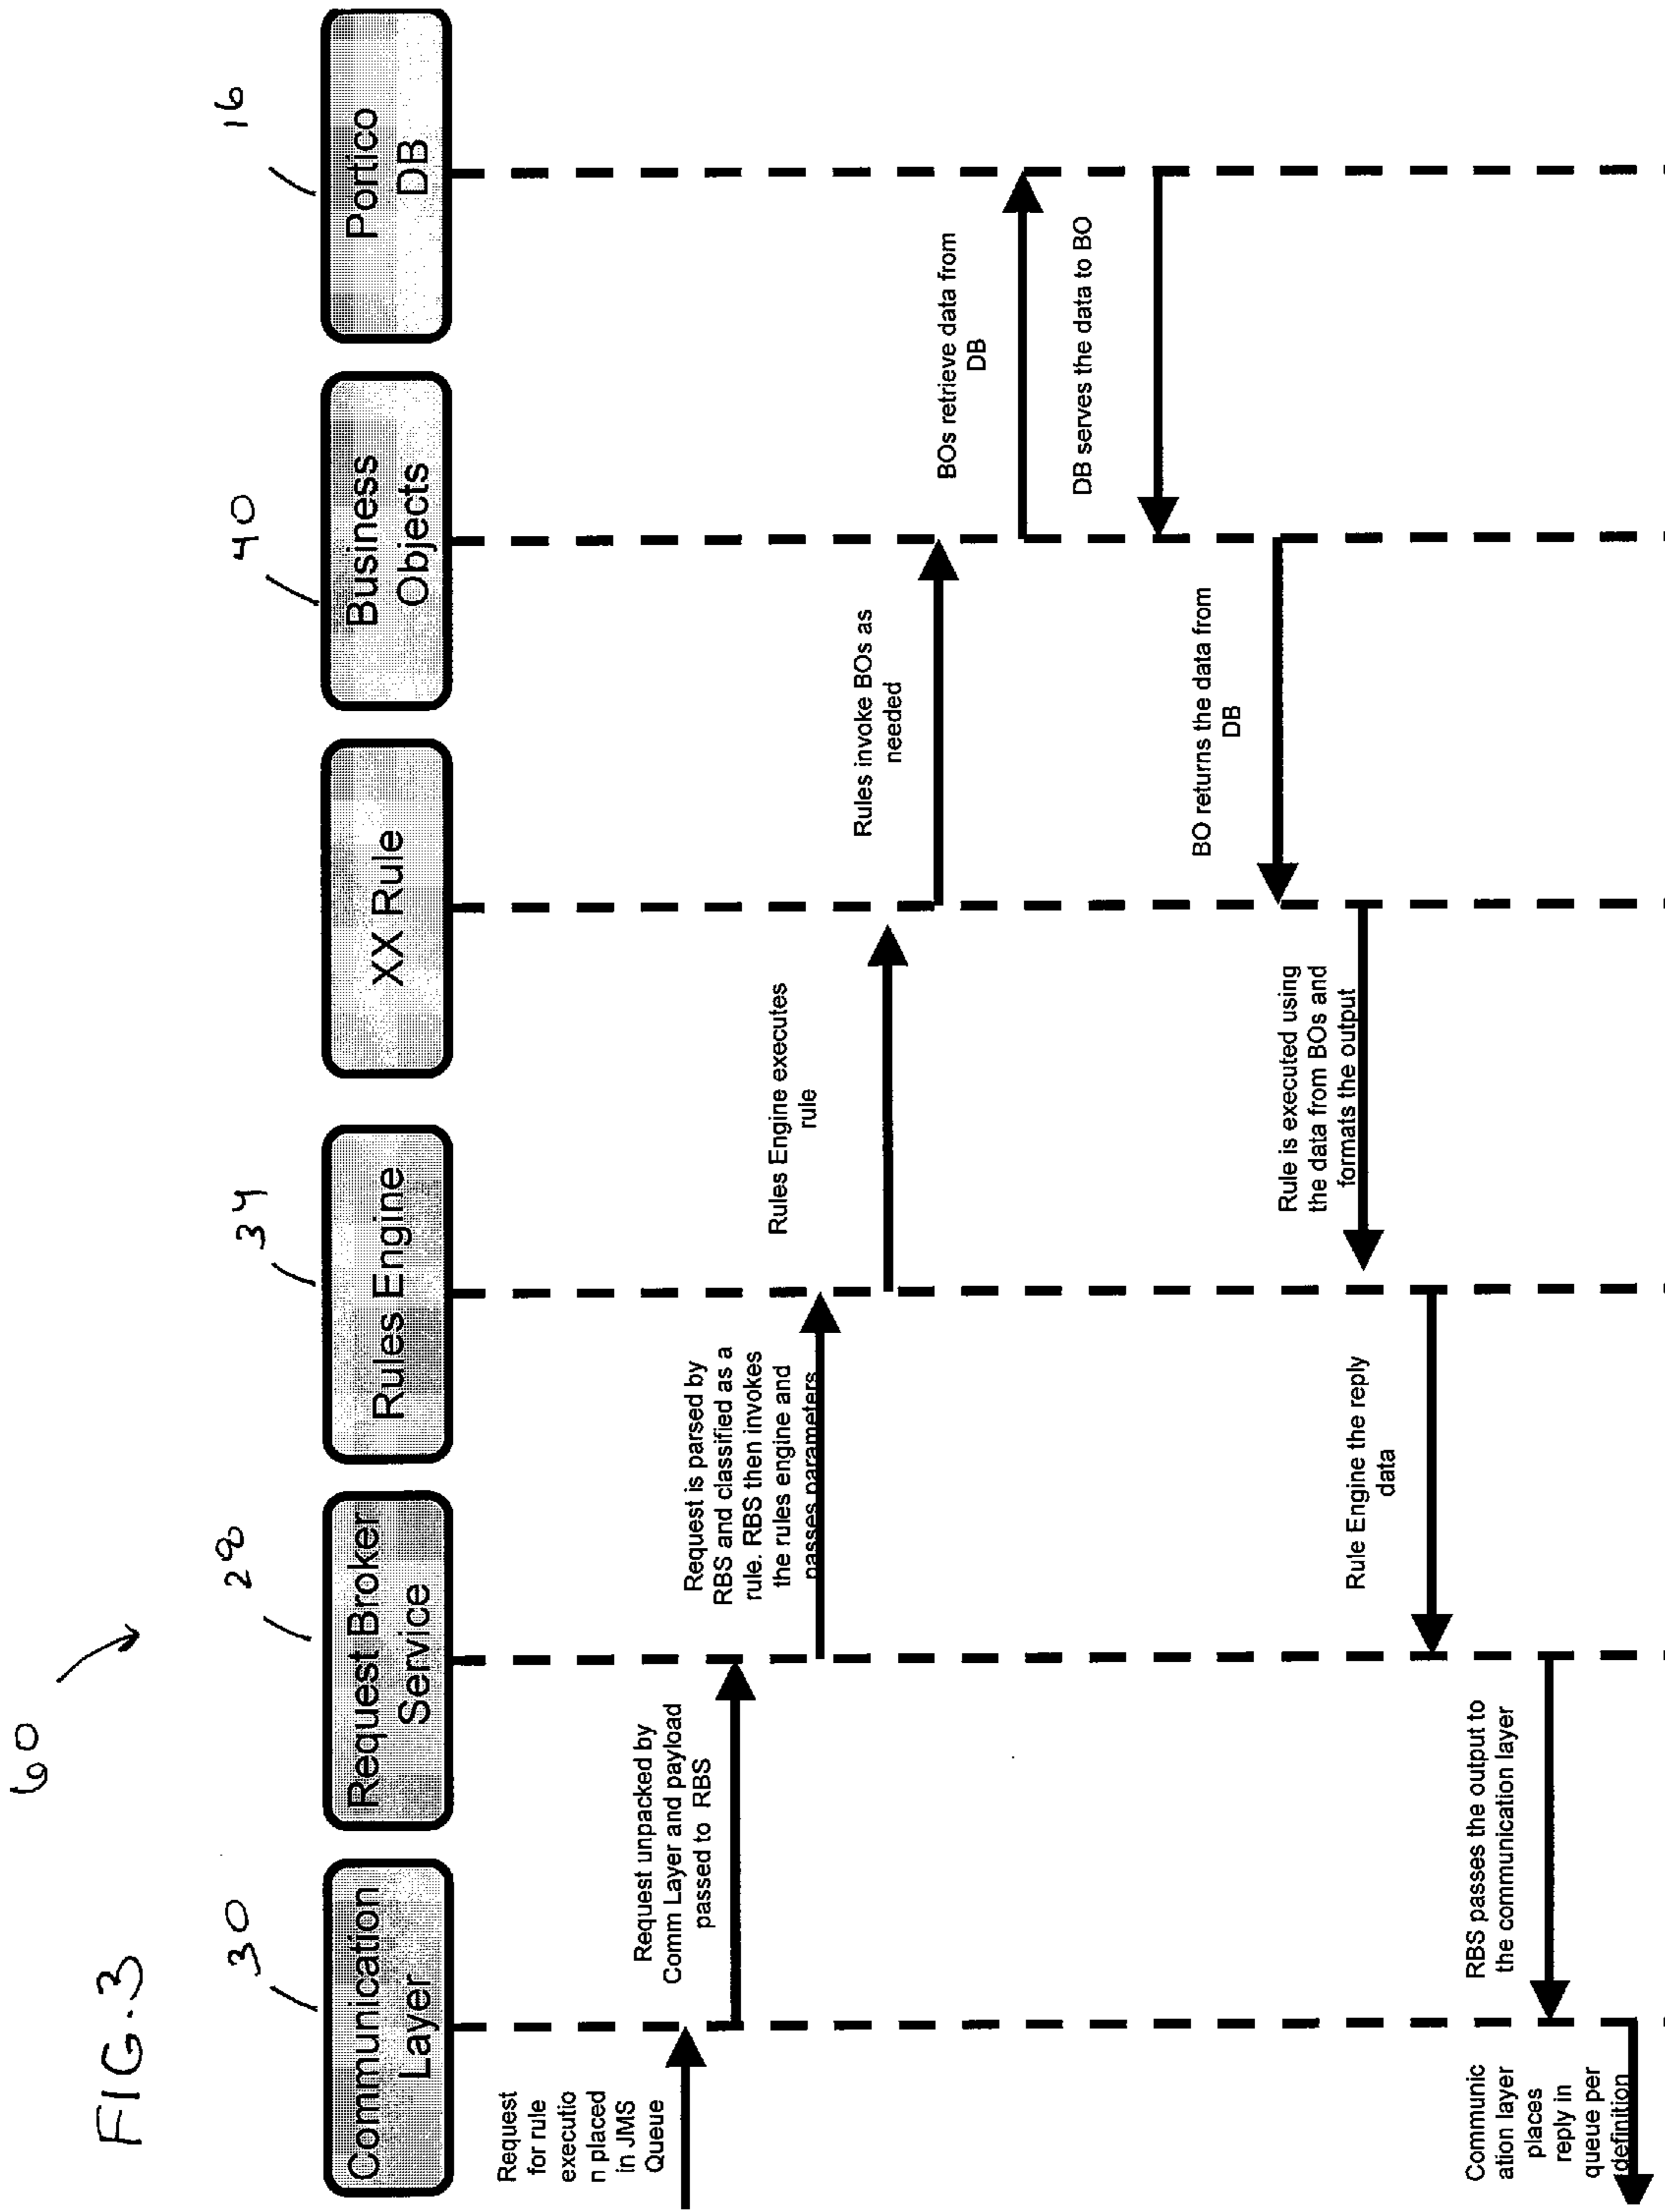 FIG.3
60
30
28
34
40
16
Communication
Layer
Request Broker
Service
Rules Engine
XX Rule
Business
Objects
Portico
DB
Request
for rule
executio
n placed
in JMS
Queue
Request unpacked by
Comm Layer and payload
passed to RBS
Request is parsed by
RBS and classified as a
rule. RBS then invokes
the rules engine and
passes parameters
Rules Engine executes
rule
Rules invoke BOs as
needed
BOs retrieve data from
DB
DB serves the data to BO
BO returns the data from
DB
Rule is executed using
the data from BOs and
formats the output
Rule Engine the reply
data
RBS passes the output to
the communication layer
Communic
ation layer
places
reply in
queue per
definition